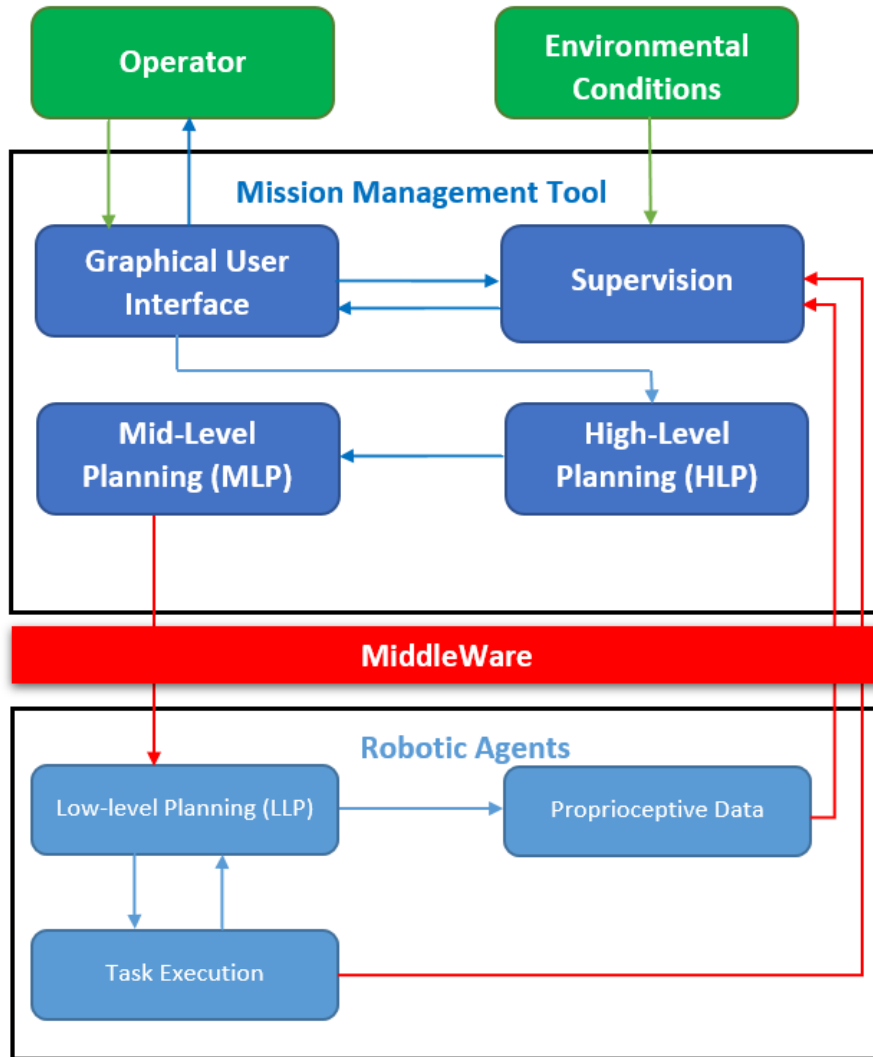 Operator
Environmental
Conditions
Mission Management Tool
Graphical User
Interface
Supervision
Mid-Level
Planning (MLP)
High-Level
Planning (HLP)
MiddleWare
Robotic Agents
Low-level Planning (LLP)
Proprioceptive Data
Task Execution